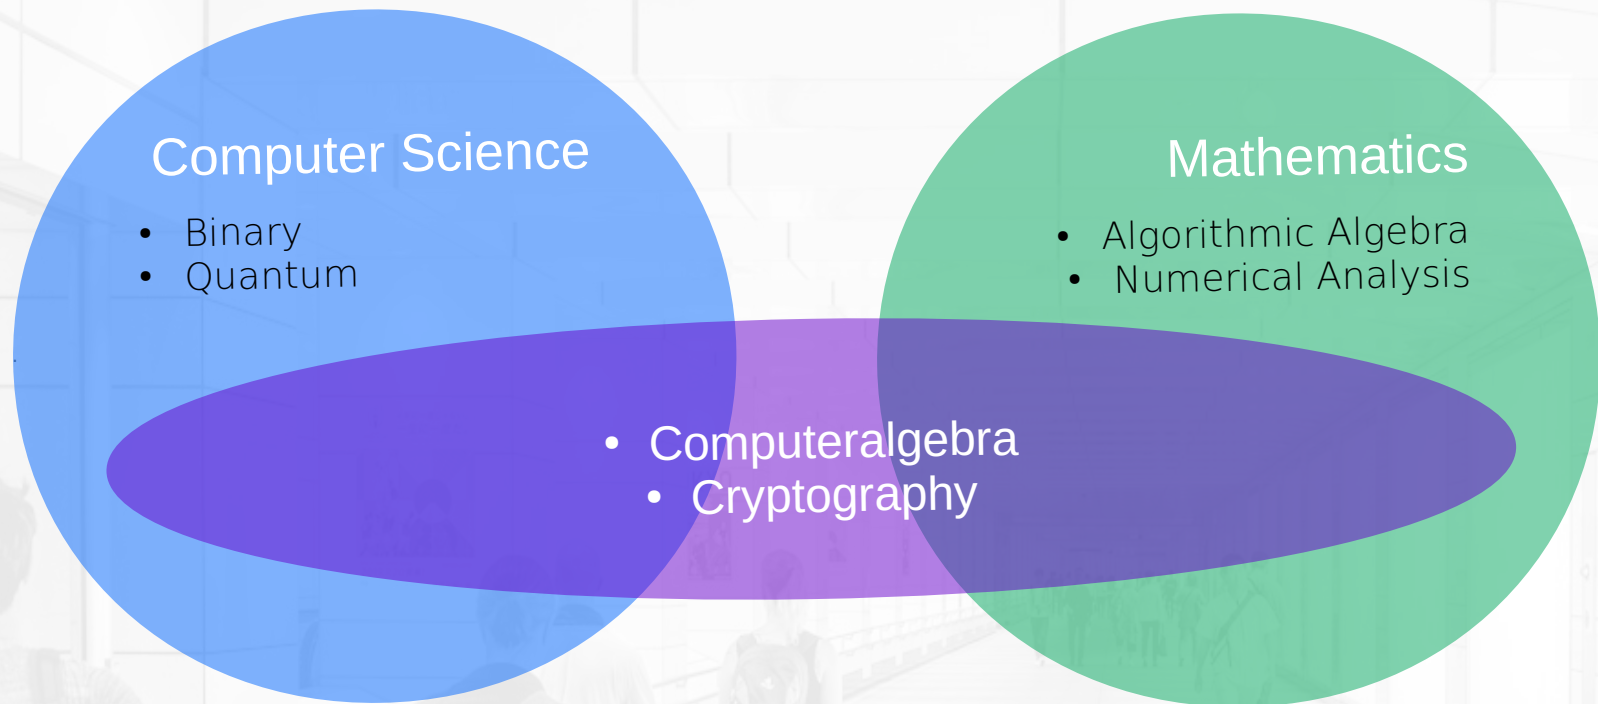 Computer Science
• Binary
• Quantum
Mathematics
• Algorithmic Algebra
• Numerical Analysis
• Computeralgebra
• Cryptography